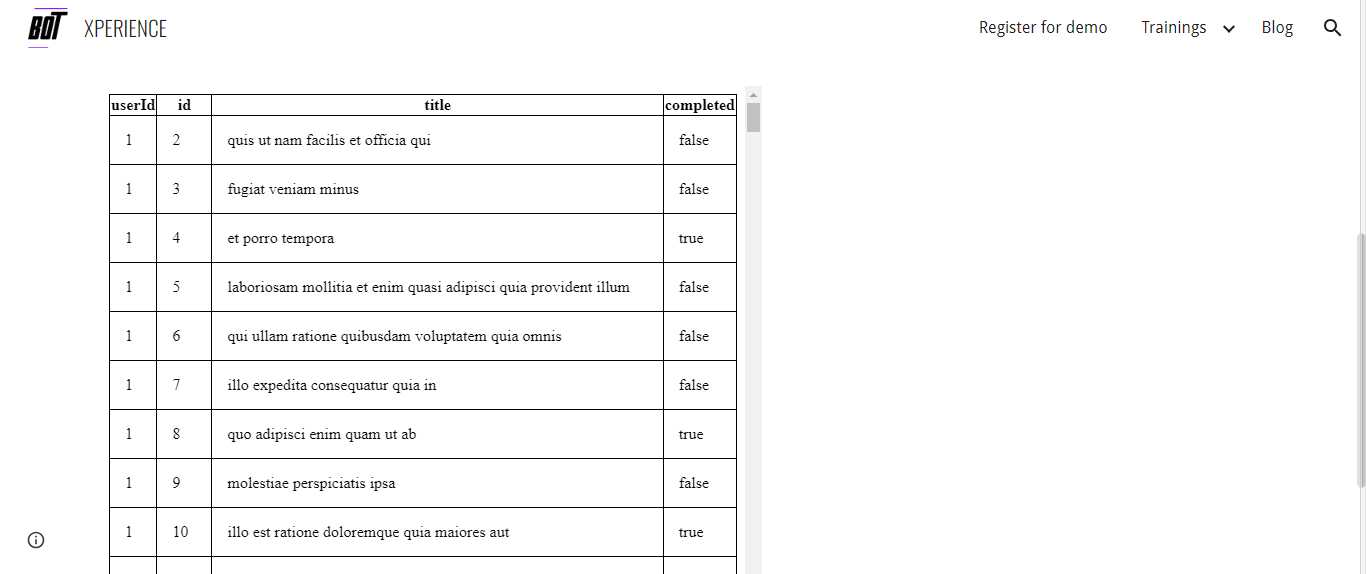 BOT XPERIENCE Register for demo Trainings Blog
userId id title completed
1 2 quis ut nam facilis et officia qui false
1 3 fugiat veniam minus false
1 4 et porro tempora true
1 5 laboriosam mollitia et enim quasi adipisci quia provident illum false
1 6 qui ullam ratione quibusdam voluptatem quia omnis false
1 7 illo expedita consequatur quia in false
1 8 quo adipisci enim quam ut ab true
1 9 molestiae perspiciatis ipsa false
1 10 illo est ratione doloremque quia maiores aut true